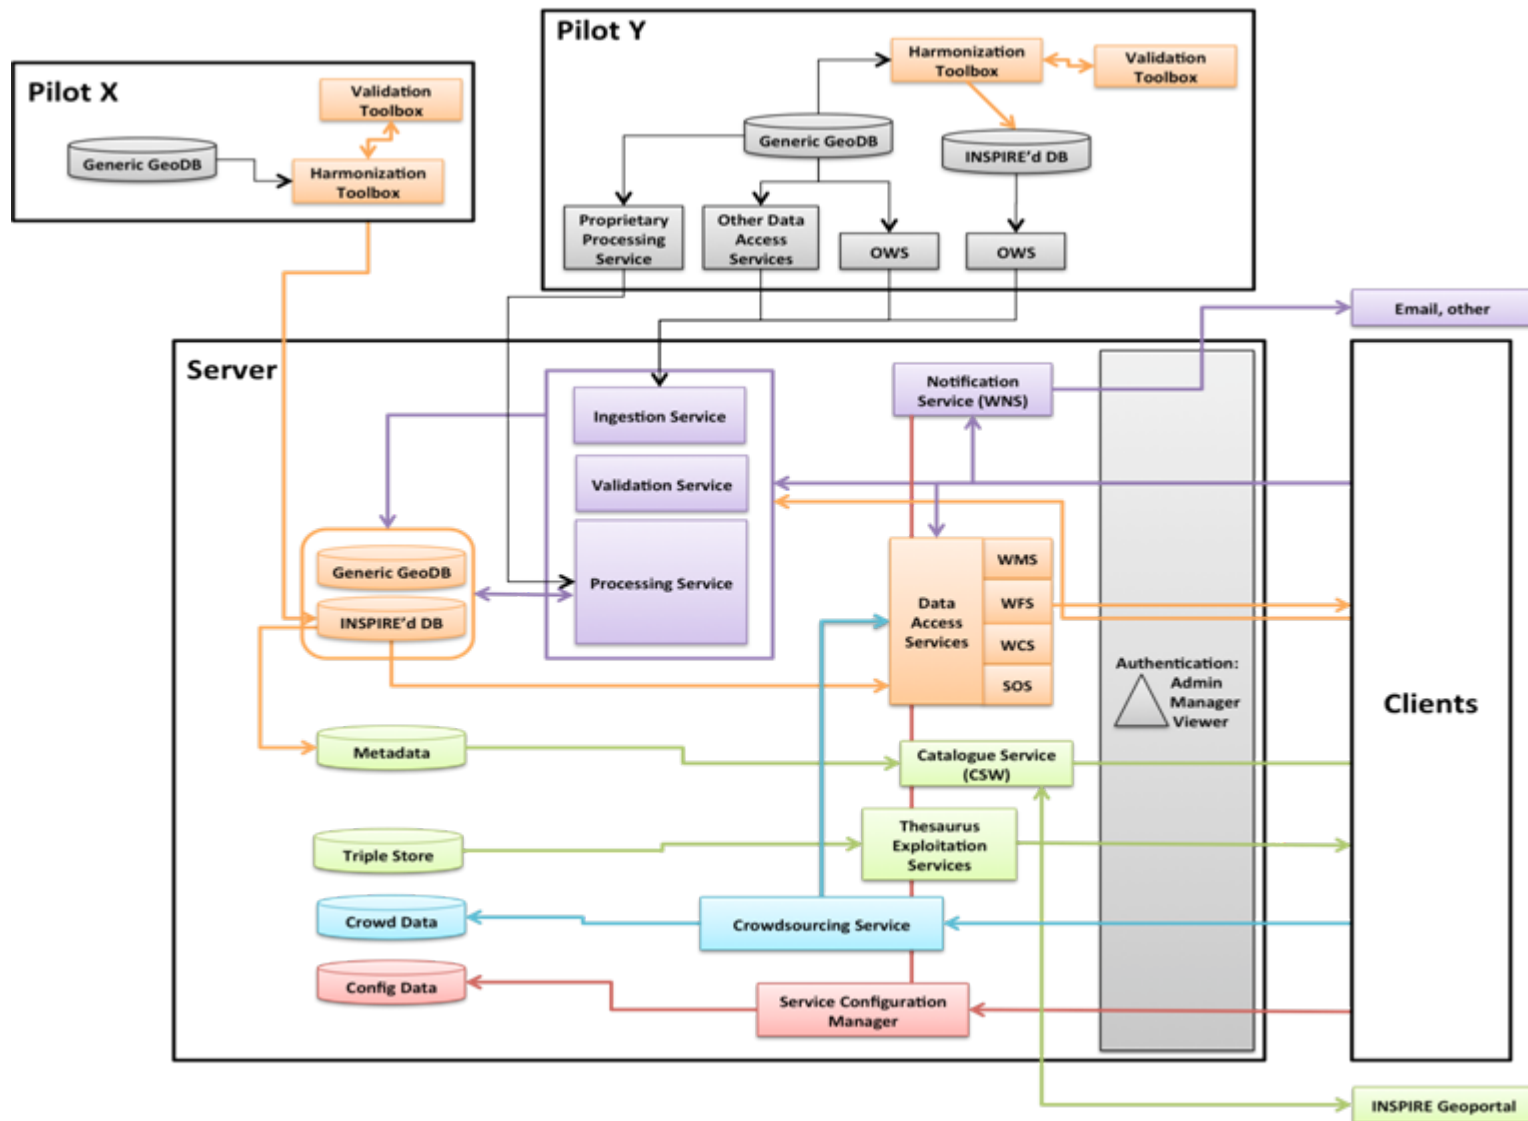 Pilot Y
Harmonization
Toolbox
Validation
Toolbox
Generic GeoDB
INSPIRE'd DB
Proprietary
Processing
Service
Other Data
Access
Services
OWS
OWS
Pilot X
Validation
Toolbox
Generic GeoDB
Harmonization
Toolbox
Email, other
Server
Ingestion Service
Validation Service
Processing Service
Notification
Service (WNS)
Generic GeoDB
INSPIRE'd DB
Data
Access
Services
WMS
WFS
WCS
SOS
Authentication:
Admin
Manager
Viewer
Clients
Metadata
Catalogue Service
(CSW)
Triple Store
Thesaurus
Exploitation
Services
Crowd Data
Crowdsourcing Service
Config Data
Service Configuration
Manager
INSPIRE Geoportal